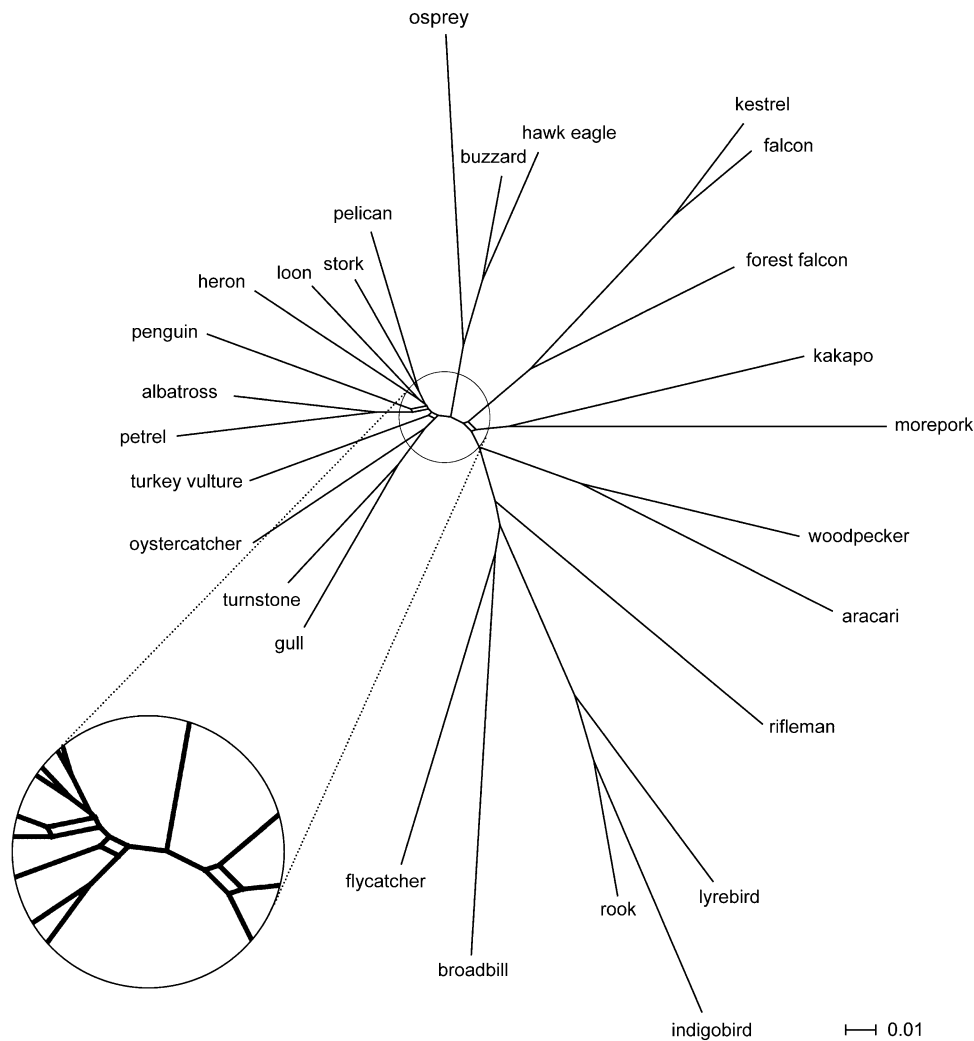 osprey
kestrel
hawk eagle
falcon
buzzard
pelican
forest falcon
stork
loon
heron
penguin
kakapo
albatross
morepork
petrel
turkey vulture
woodpecker
oystercatcher
turnstone
aracari
gull
rifleman
flycatcher
lyrebird
rook
broadbill
indigobird
0.01